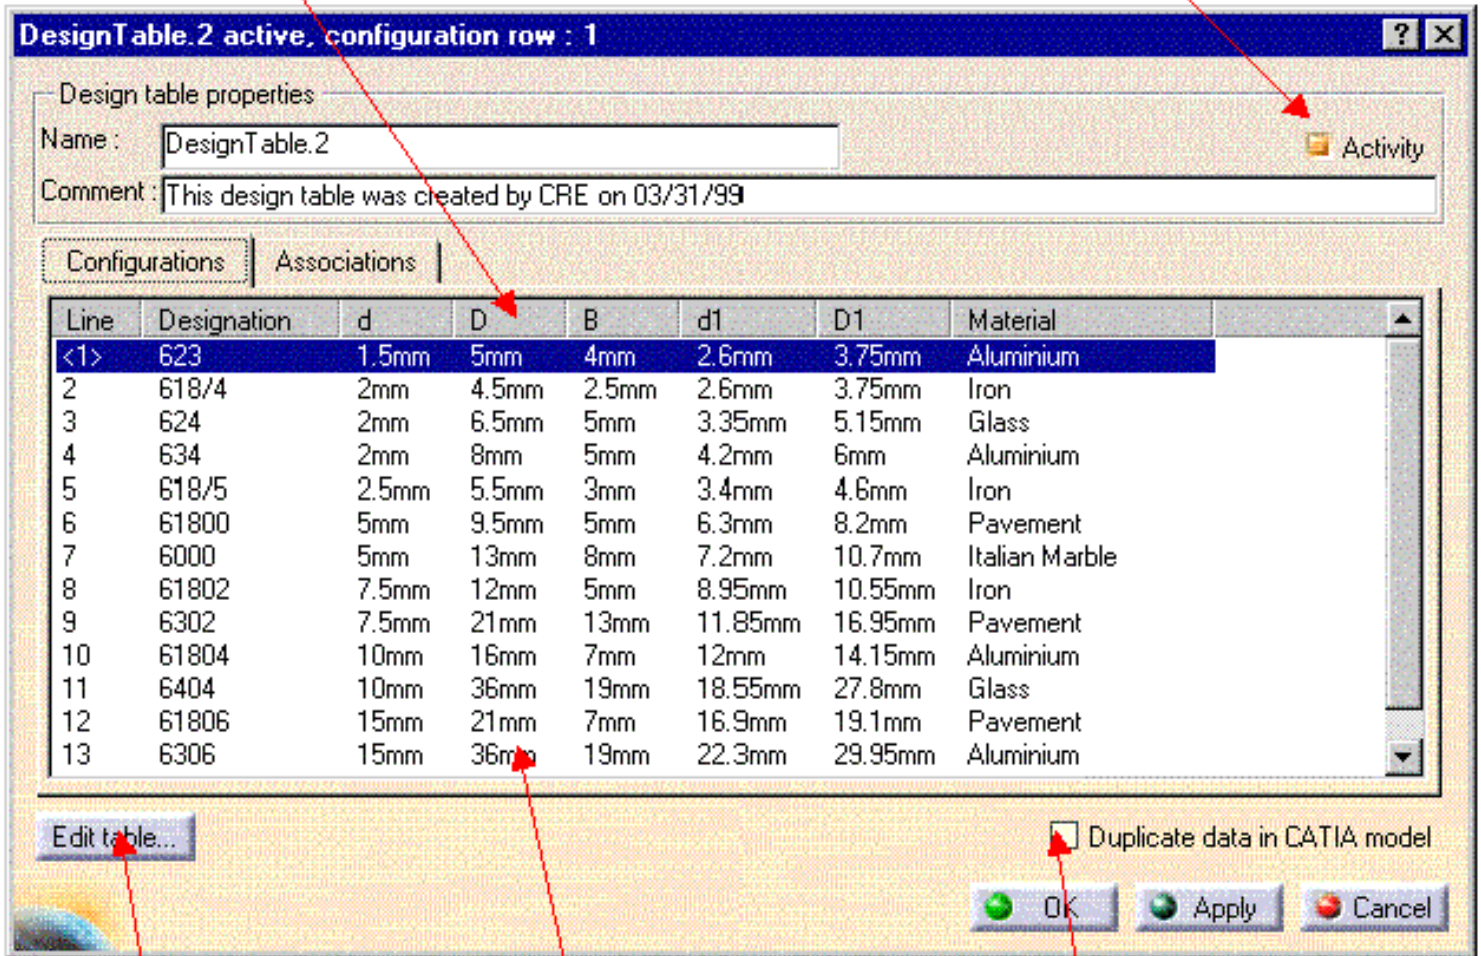 DesignTable.2 active, configuration row : 1
Design table properties
Name : DesignTable.2 Activity
Comment : This design table was created by CRE on 03/31/99
Configurations Associations
Line Designation d D B d1 D1 Material
<1> 623 1.5mm 5mm 4mm 2.6mm 3.75mm Aluminium
2 618/4 2mm 4.5mm 2.5mm 2.6mm 3.75mm Iron
3 624 2mm 6.5mm 5mm 3.35mm 5.15mm Glass
4 634 2mm 8mm 5mm 4.2mm 6mm Aluminium
5 618/5 2.5mm 5.5mm 3mm 3.4mm 4.6mm Iron
6 61800 5mm 9.5mm 5mm 6.3mm 8.2mm Pavement
7 6000 5mm 13mm 8mm 7.2mm 10.7mm Italian Marble
8 61802 7.5mm 12mm 5mm 8.95mm 10.55mm Iron
9 6302 7.5mm 21mm 13mm 11.85mm 16.95mm Pavement
10 61804 10mm 16mm 7mm 12mm 14.15mm Aluminium
11 6404 10mm 36mm 19mm 18.55mm 27.8mm Glass
12 61806 15mm 21mm 7mm 16.9mm 19.1mm Pavement
13 6306 15mm 36mm 19mm 22.3mm 29.95mm Aluminium
Edit table... Duplicate data in CATIA model
OK Apply Cancel